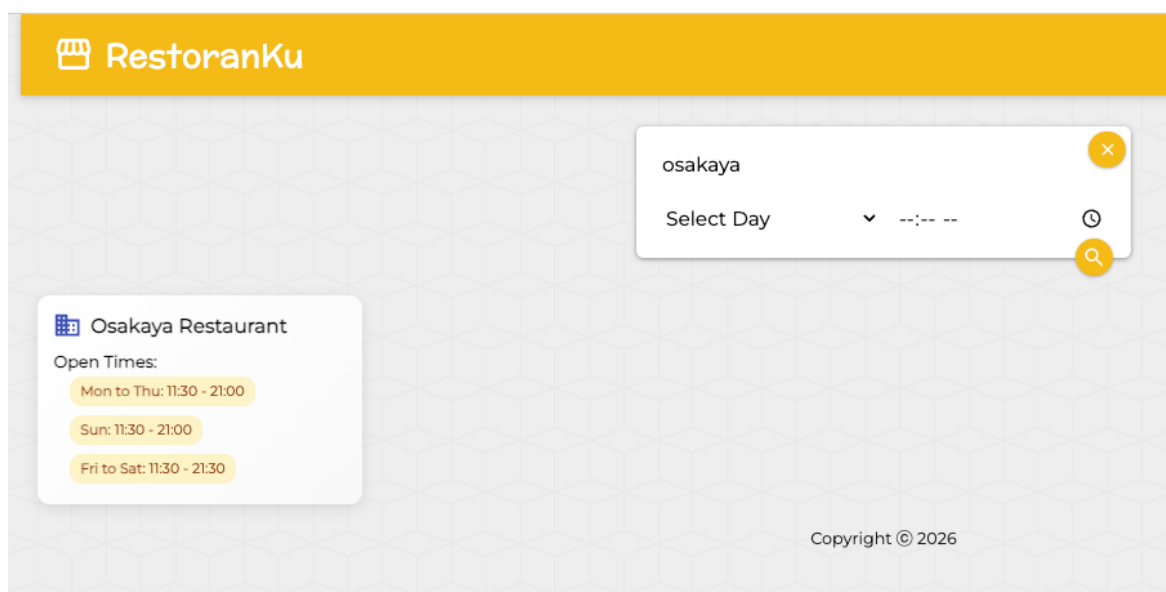 RestoranKu
osakaya
Select Day --:-- --
Osakaya Restaurant
Open Times:
Mon to Thu: 11:30 - 21:00
Sun: 11:30 - 21:00
Fri to Sat: 11:30 - 21:30
Copyright © 2026